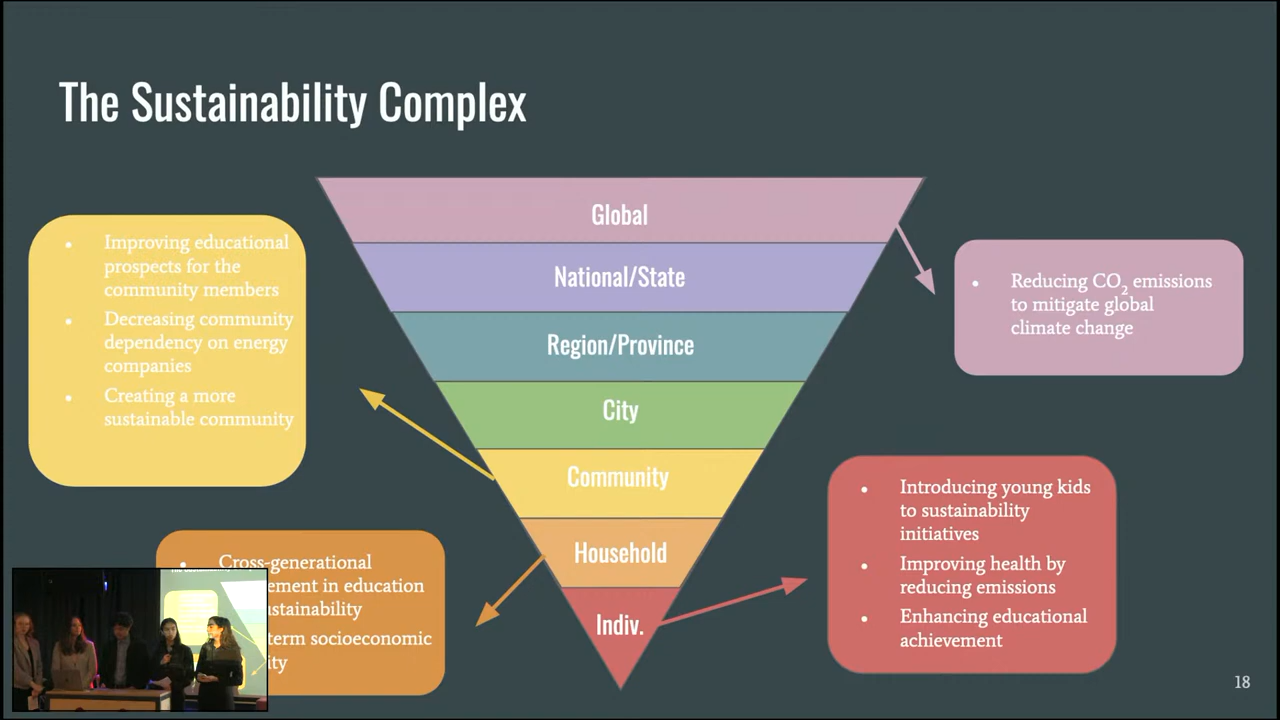 The Sustainability Complex
Global
National/State
Region/Province
City
Community
Household
Indiv.
• Improving educational
prospects for the
community members
• Decreasing community
dependency on energy
companies
• Creating a more
sustainable community
• Cross-generational
in education
term socioeconomic
• Reducing CO₂ emissions
to mitigate global
climate change
• Introducing young kids
to sustainability
initiatives
• Improving health by
reducing emissions
• Enhancing educational
achievement
18